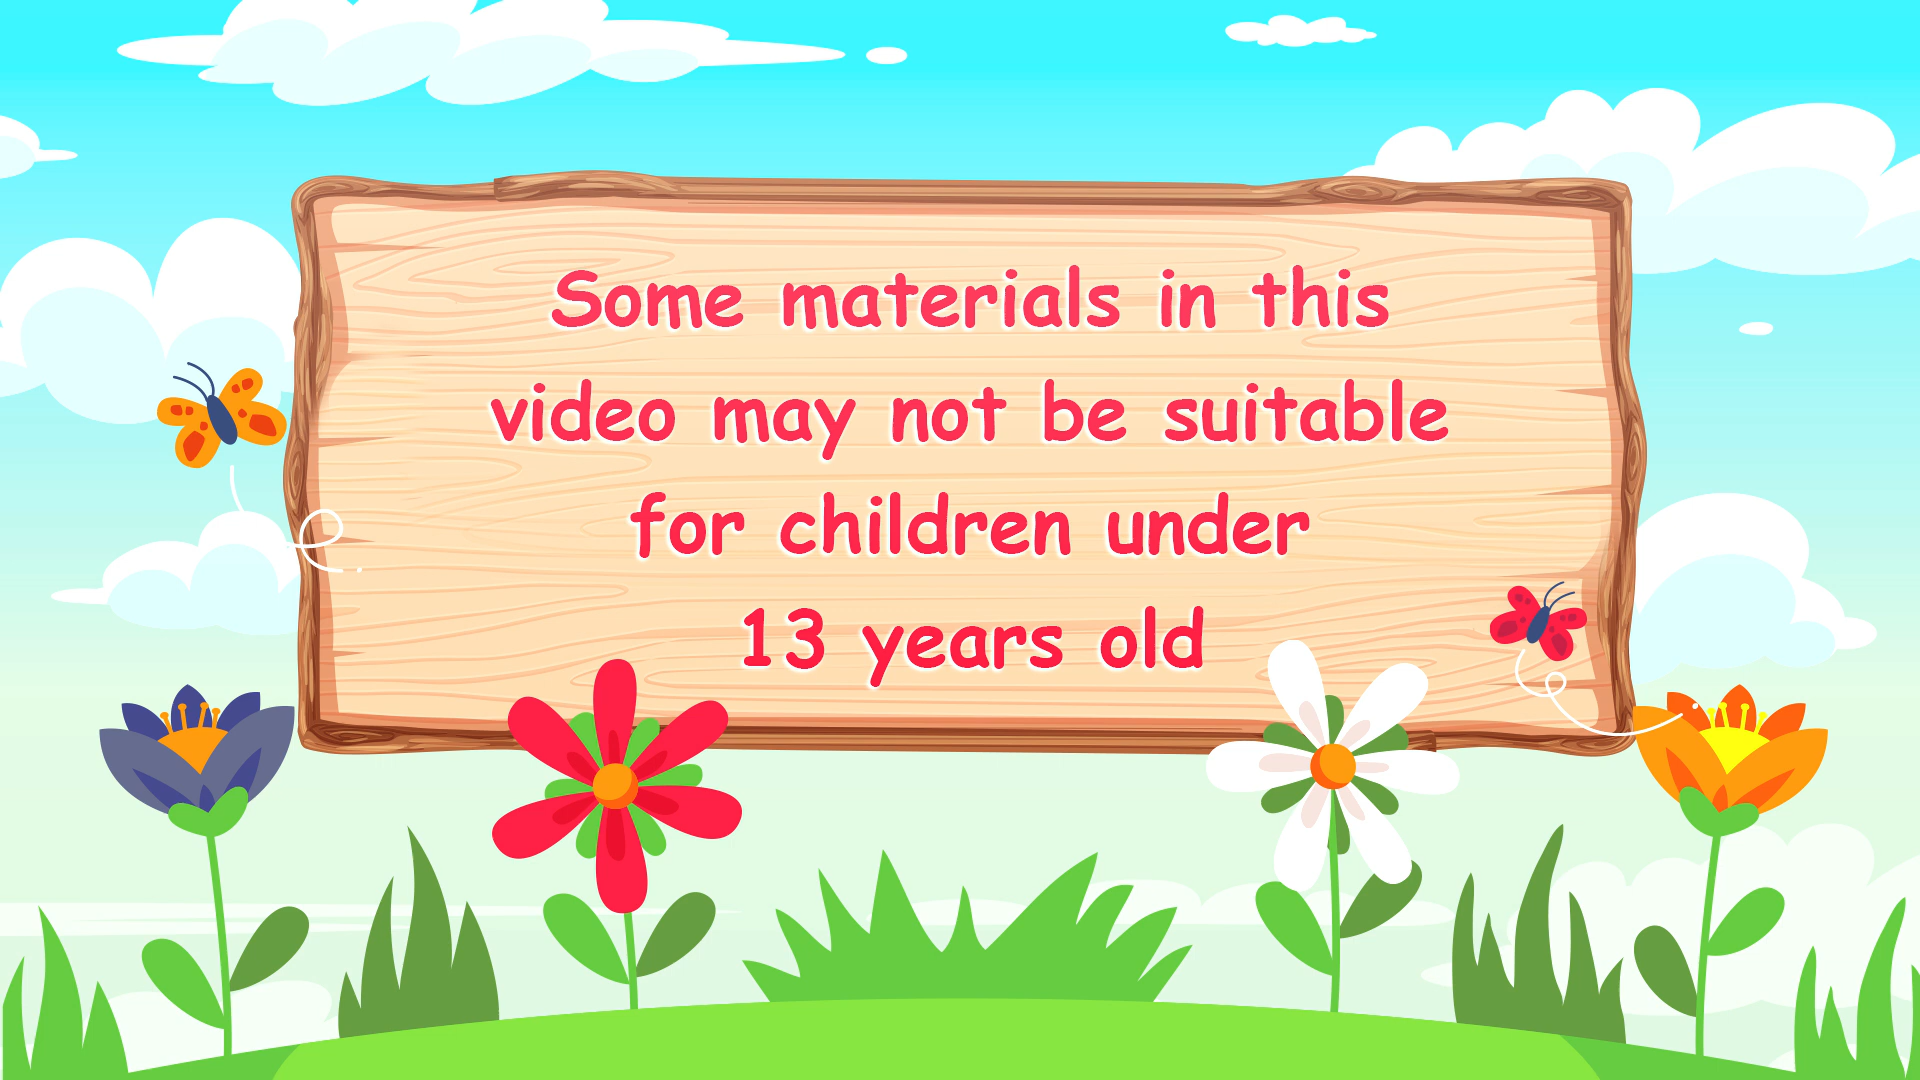 Some materials in this
video may not be suitable
for children under
13 years old